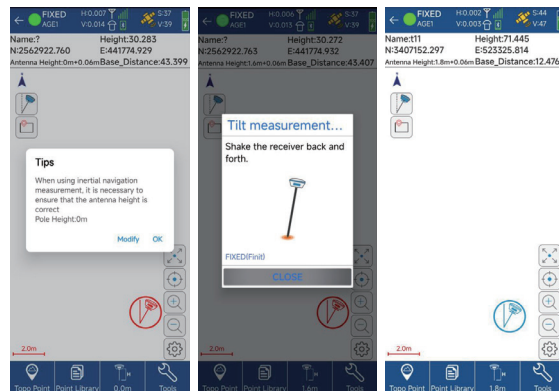 FIXED
AGE1
H:0.007
V:0.014
S:37
V:39
Name:?
Height:30.283
N:2562922.760
E:441774.930
Antenna Height:0m+0.06m
Base_Distance:43.399
Tips
When using inertial navigation
measurement, it is necessary to
ensure that the antenna height is
correct
Pole Height:0m
Modify
OK
2.0m
Topo Point
Point Library
0.0m
Tools
FIXED
AGE1
H:0.006
V:0.013
S:37
V:39
Name:?
Height:30.272
N:2562922.763
E:441774.932
Antenna Height:1.6m+0.06m
Base_Distance:43.407
Tilt measurement...
Shake the receiver back and
forth.
FIXED(Finit)
CLOSE
2.0m
Topo Point
Point Library
1.6m
Tools
FIXED
AGE1
H:0.002
V:0.003
S:44
V:47
Name:t11
Height:71.445
N:3407152.297
E:523325.814
Antenna Height:1.8m+0.06m
Base_Distance:12.476
2.0m
Topo Point
Point Library
1.8m
Tools